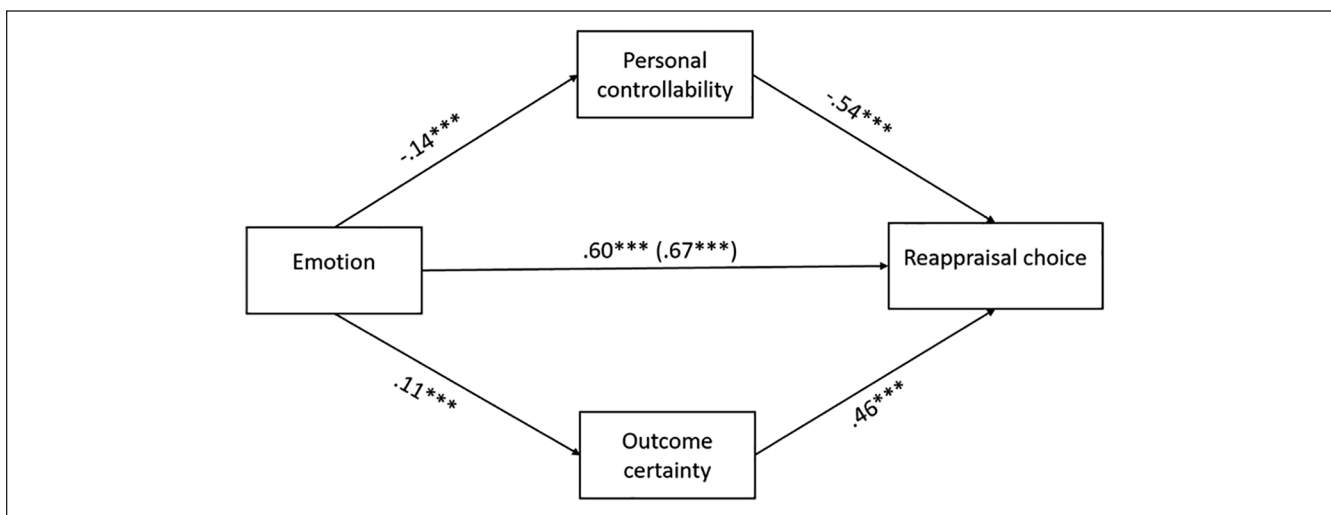 Personal
controllability
-.14***
-.54***
Emotion
.60*** (.67***)
Reappraisal choice
.11***
.46***
Outcome
certainty